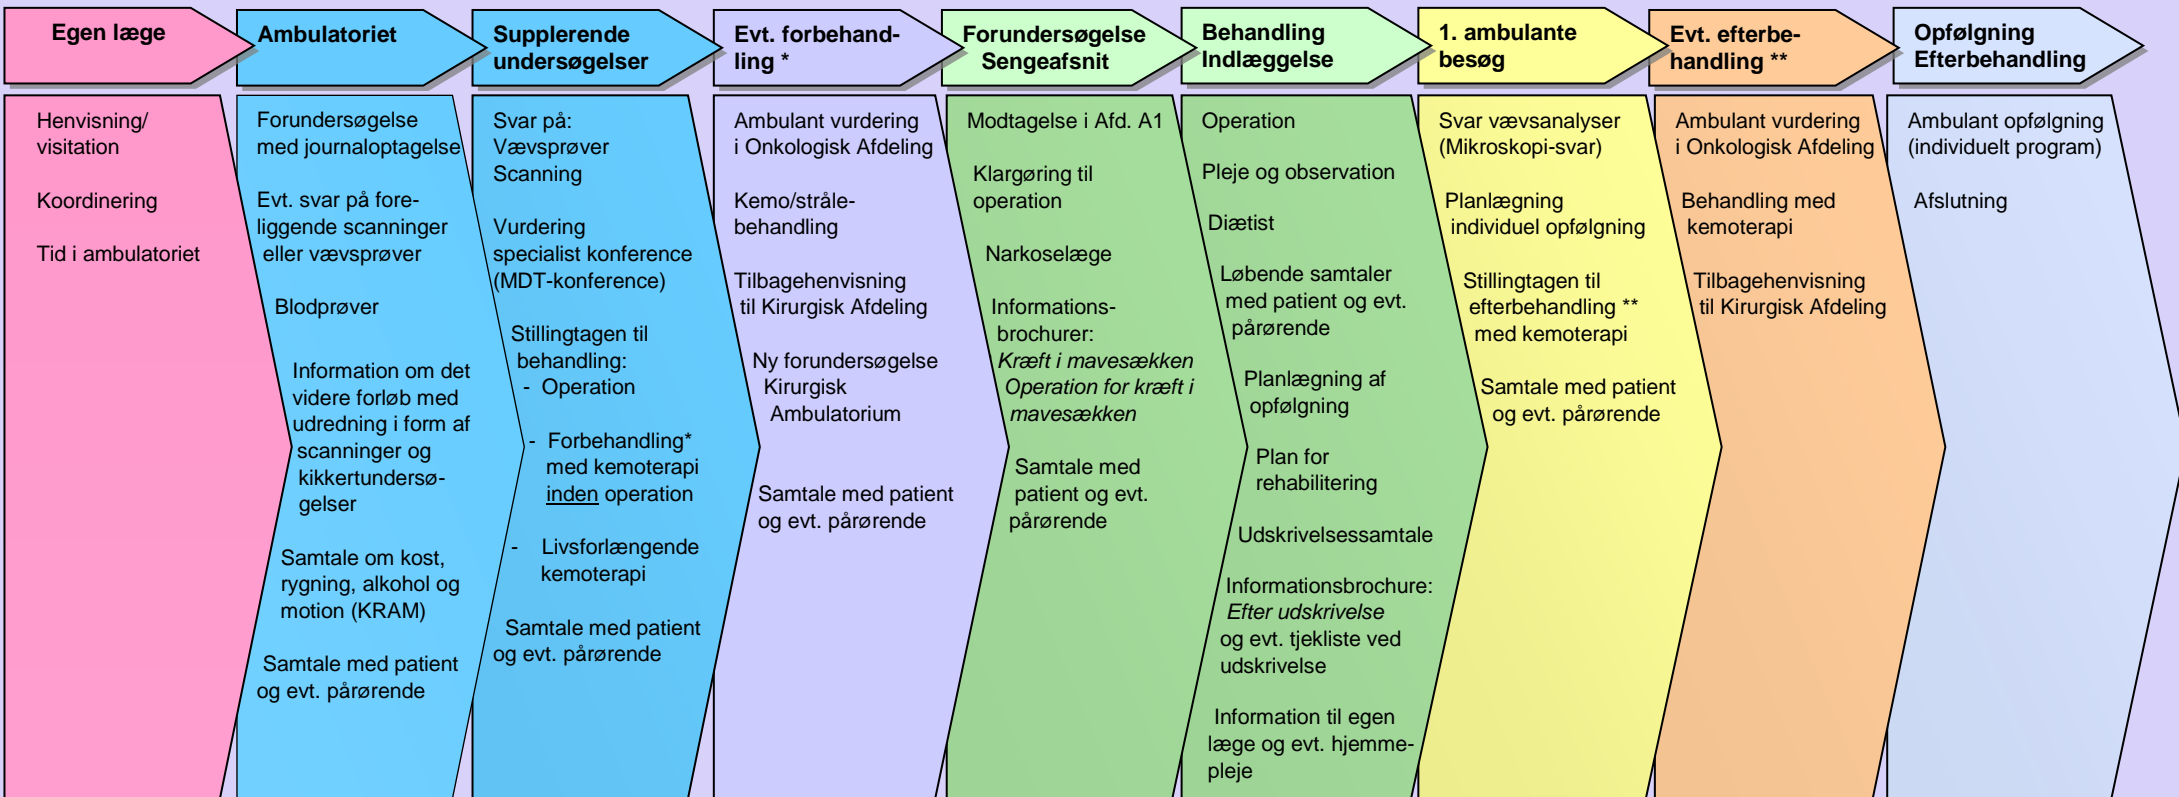 Egen læge
Henvisning/
visitation
Koordinering
Tid i ambulatoriet
Ambulatoriet
Forundersøgelse
med journaloptagelse
Evt. svar på fore-
liggende scanninger
eller vævsprøver
Blodprøver
Information om det
videre forløb med
udredning i form af
scanninger og
kikkertundersø-
gelser
Samtale om kost,
rygning, alkohol og
motion (KRAM)
Samtale med patient
og evt. pårørende
Supplerende
undersøgelser
Svar på:
Vævsprøver
Scanning
Vurdering
specialist konference
(MDT-konference)
Stillingtagen til
behandling:
- Operation
- Forbehandling*
med kemoterapi
inden operation
- Livsforlængende
kemoterapi
Samtale med patient
og evt. pårørende
Evt. forbehand-
ling *
Ambulant vurdering
i Onkologisk Afdeling
Kemo/stråle-
behandling
Tilbagehenvisning
til Kirurgisk Afdeling
Ny forundersøgelse
Kirurgisk
Ambulatorium
Samtale med patient
og evt. pårørende
Forundersøgelse
Sengeafsnit
Modtagelse i Afd. A1
Klargøring til
operation
Narkoselæge
Informations-
brochurer:
Kræft i mavesækken
Operation for kræft i
mavesækken
Samtale med
patient og evt.
pårørende
Behandling
Indlæggelse
Operation
Pleje og observation
Diætist
Løbende samtaler
med patient og evt.
pårørende
Planlægning af
opfølgning
Plan for
rehabilitering
Udskrivelsessamtale
Informationsbrochure:
Efter udskrivelse
og evt. tjekliste ved
udskrivelse
Information til egen
læge og evt. hjemme-
pleje
1. ambulante
besøg
Svar vævsanalyser
(Mikroskopi-svar)
Planlægning
individuel opfølgning
Stillingtagen til
efterbehandling **
med kemoterapi
Samtale med patient
og evt. pårørende
Evt. efterbe-
handling **
Ambulant vurdering
i Onkologisk Afdeling
Behandling med
kemoterapi
Tilbagehenvisning
til Kirurgisk Afdeling
Opfølgning
Efterbehandling
Ambulant opfølgning
(individuelt program)
Afslutning